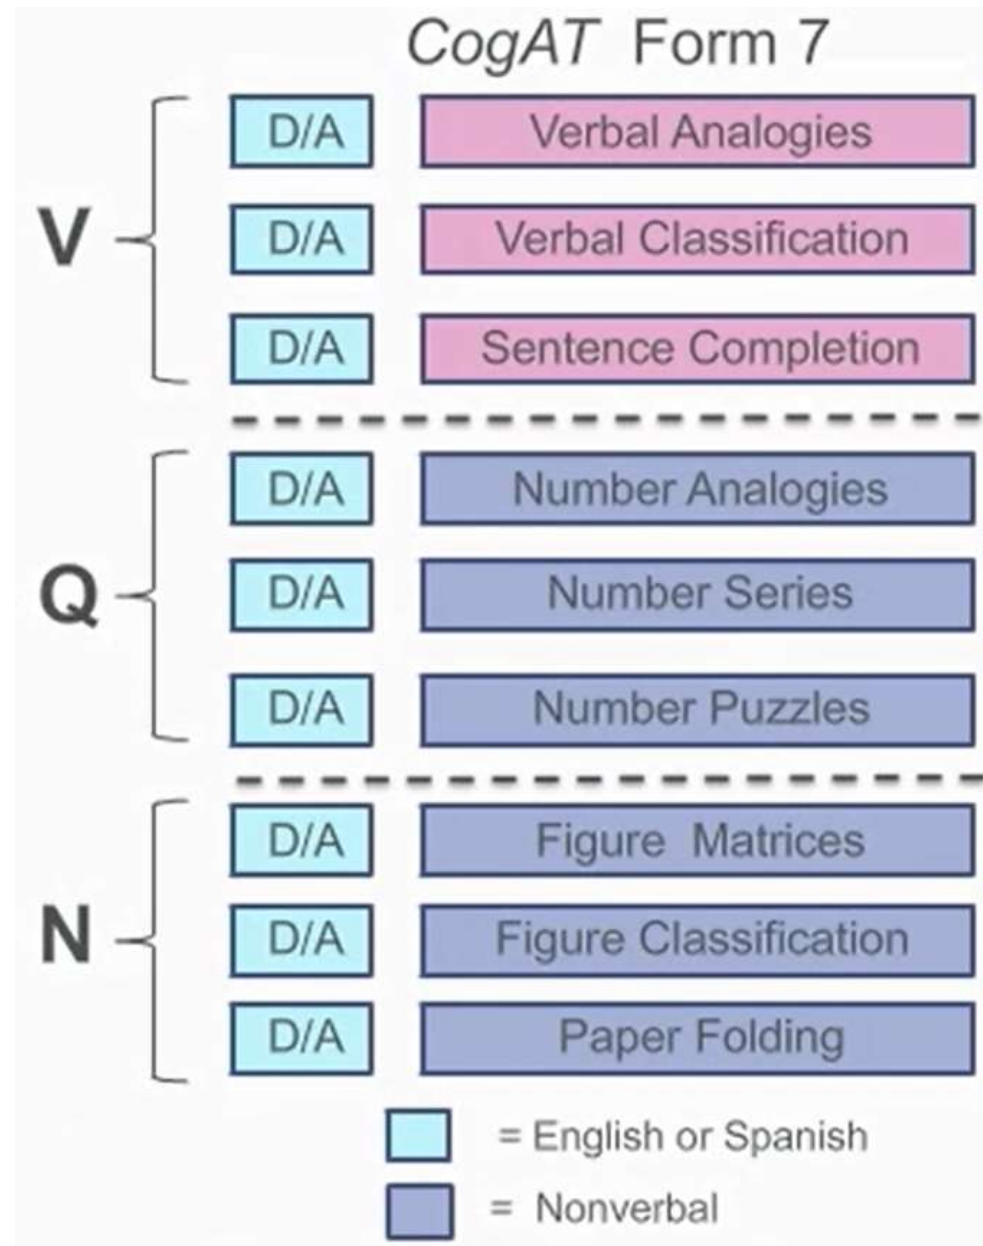 CogAT Form 7
V
D/A Verbal Analogies
D/A Verbal Classification
D/A Sentence Completion
Q
D/A Number Analogies
D/A Number Series
D/A Number Puzzles
N
D/A Figure Matrices
D/A Figure Classification
D/A Paper Folding
= English or Spanish
= Nonverbal